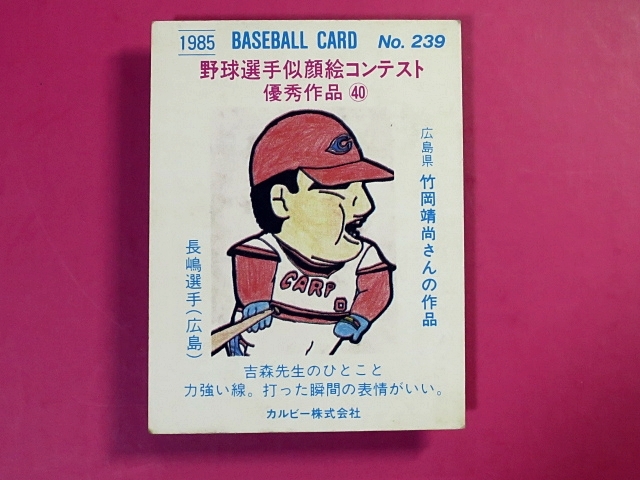 1985 BASEBALL CARD No. 239
野球選手似顔絵コンテスト
優秀作品㊵
広島県 竹岡靖尚さんの作品
長嶋選手(広島)
CARP 0
吉森先生のひとこと
力強い線。打った瞬間の表情がいい。
カルビー株式会社